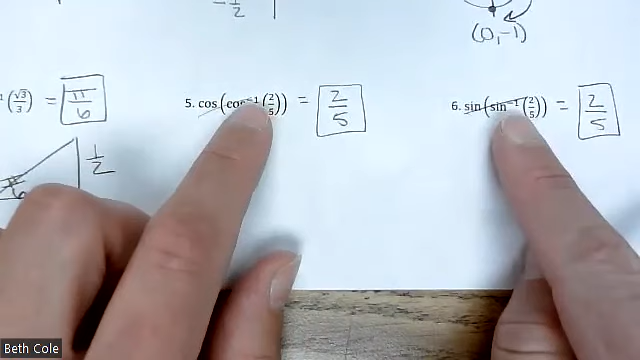 -1/2
(0,-1)
-1 (√3/3) = π/6
5. cos(cos⁻¹(2/5)) = 2/5
6. sin(sin⁻¹(2/5)) = 2/5
1/2
π/6
Beth Cole